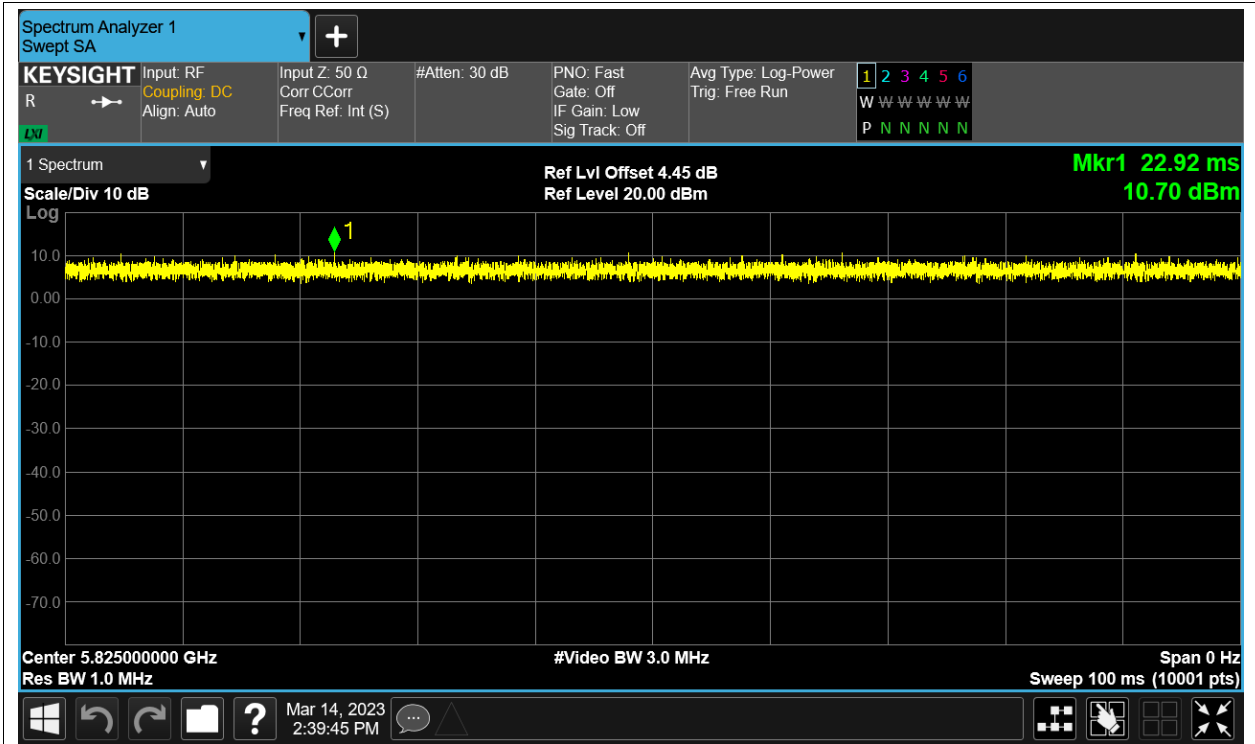 Spectrum Analyzer 1
Swept SA
KEYSIGHT
R
LXI
Input: RF
Coupling: DC
Align: Auto
Input Z: 50 Ω
Corr CCorr
Freq Ref: Int (S)
#Atten: 30 dB
PNO: Fast
Gate: Off
IF Gain: Low
Sig Track: Off
Avg Type: Log-Power
Trig: Free Run
1 2 3 4 5 6
W W W W W W
P N N N N N
1 Spectrum
Scale/Div 10 dB
Ref Lvl Offset 4.45 dB
Ref Level 20.00 dBm
Mkr1 22.92 ms
10.70 dBm
Log
1
10.0
0.00
-10.0
-20.0
-30.0
-40.0
-50.0
-60.0
-70.0
Center 5.825000000 GHz
#Video BW 3.0 MHz
Span 0 Hz
Res BW 1.0 MHz
Sweep 100 ms (10001 pts)
?
Mar 14, 2023
2:39:45 PM